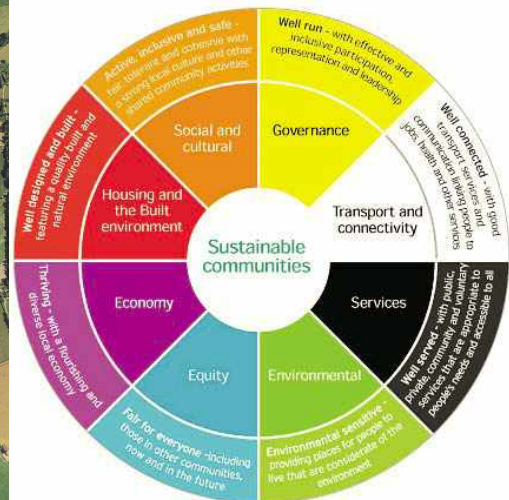 Active, inclusive and safe -
fair, tolerant and cohesive with
a strong local culture and other
shared community activities
Social and
cultural
Well run - with effective and
inclusive participation,
representation and leadership
Governance
Well connected - with good
transport services and
communication linking people to
jobs, health and other services
Transport and
connectivity
Well served - with public,
private, community and voluntary
services that are appropriate to
people's needs and accessible to all
Services
Environmental sensitive -
providing places for people to
live that are considerate of the
environment
Environmental
Fair for everyone -including
those in other communities,
now and in the future
Equity
Thriving - with a flourishing and
diverse local economy
Economy
Well designed and built -
featuring a quality built and
natural environment
Housing and
the Built
environment
Sustainable
communities